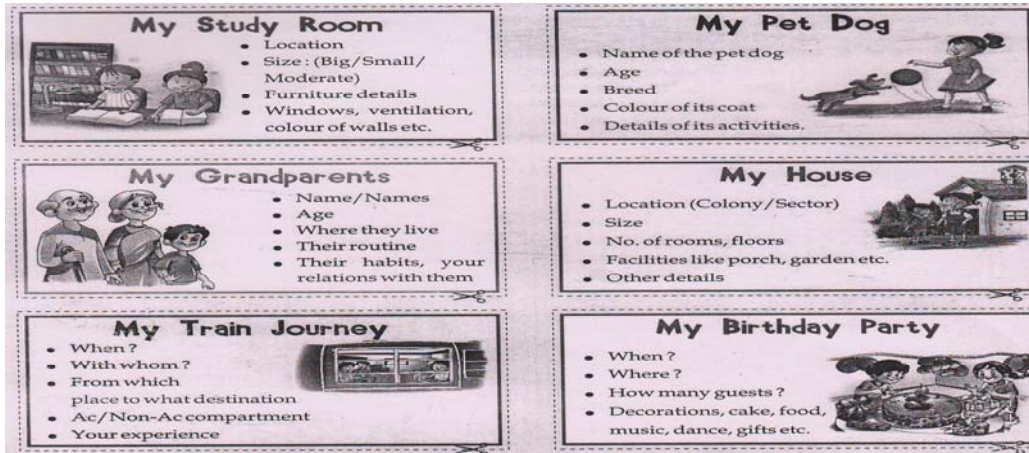 My Study Room
• Location
• Size : (Big/Small/
Moderate)
• Furniture details
• Windows, ventilation,
colour of walls etc.
My Pet Dog
• Name of the pet dog
• Age
• Breed
• Colour of its coat
• Details of its activities.
My Grandparents
• Name/Names
• Age
• Where they live
• Their routine
• Their habits, your
relations with them
My House
• Location (Colony/Sector)
• Size
• No. of rooms, floors
• Facilities like porch, garden etc.
• Other details
My Train Journey
• When ?
• With whom ?
• From which
place to what destination
• Ac/Non-Ac compartment
• Your experience
My Birthday Party
• When ?
• Where ?
• How many guests ?
• Decorations, cake, food,
music, dance, gifts etc.